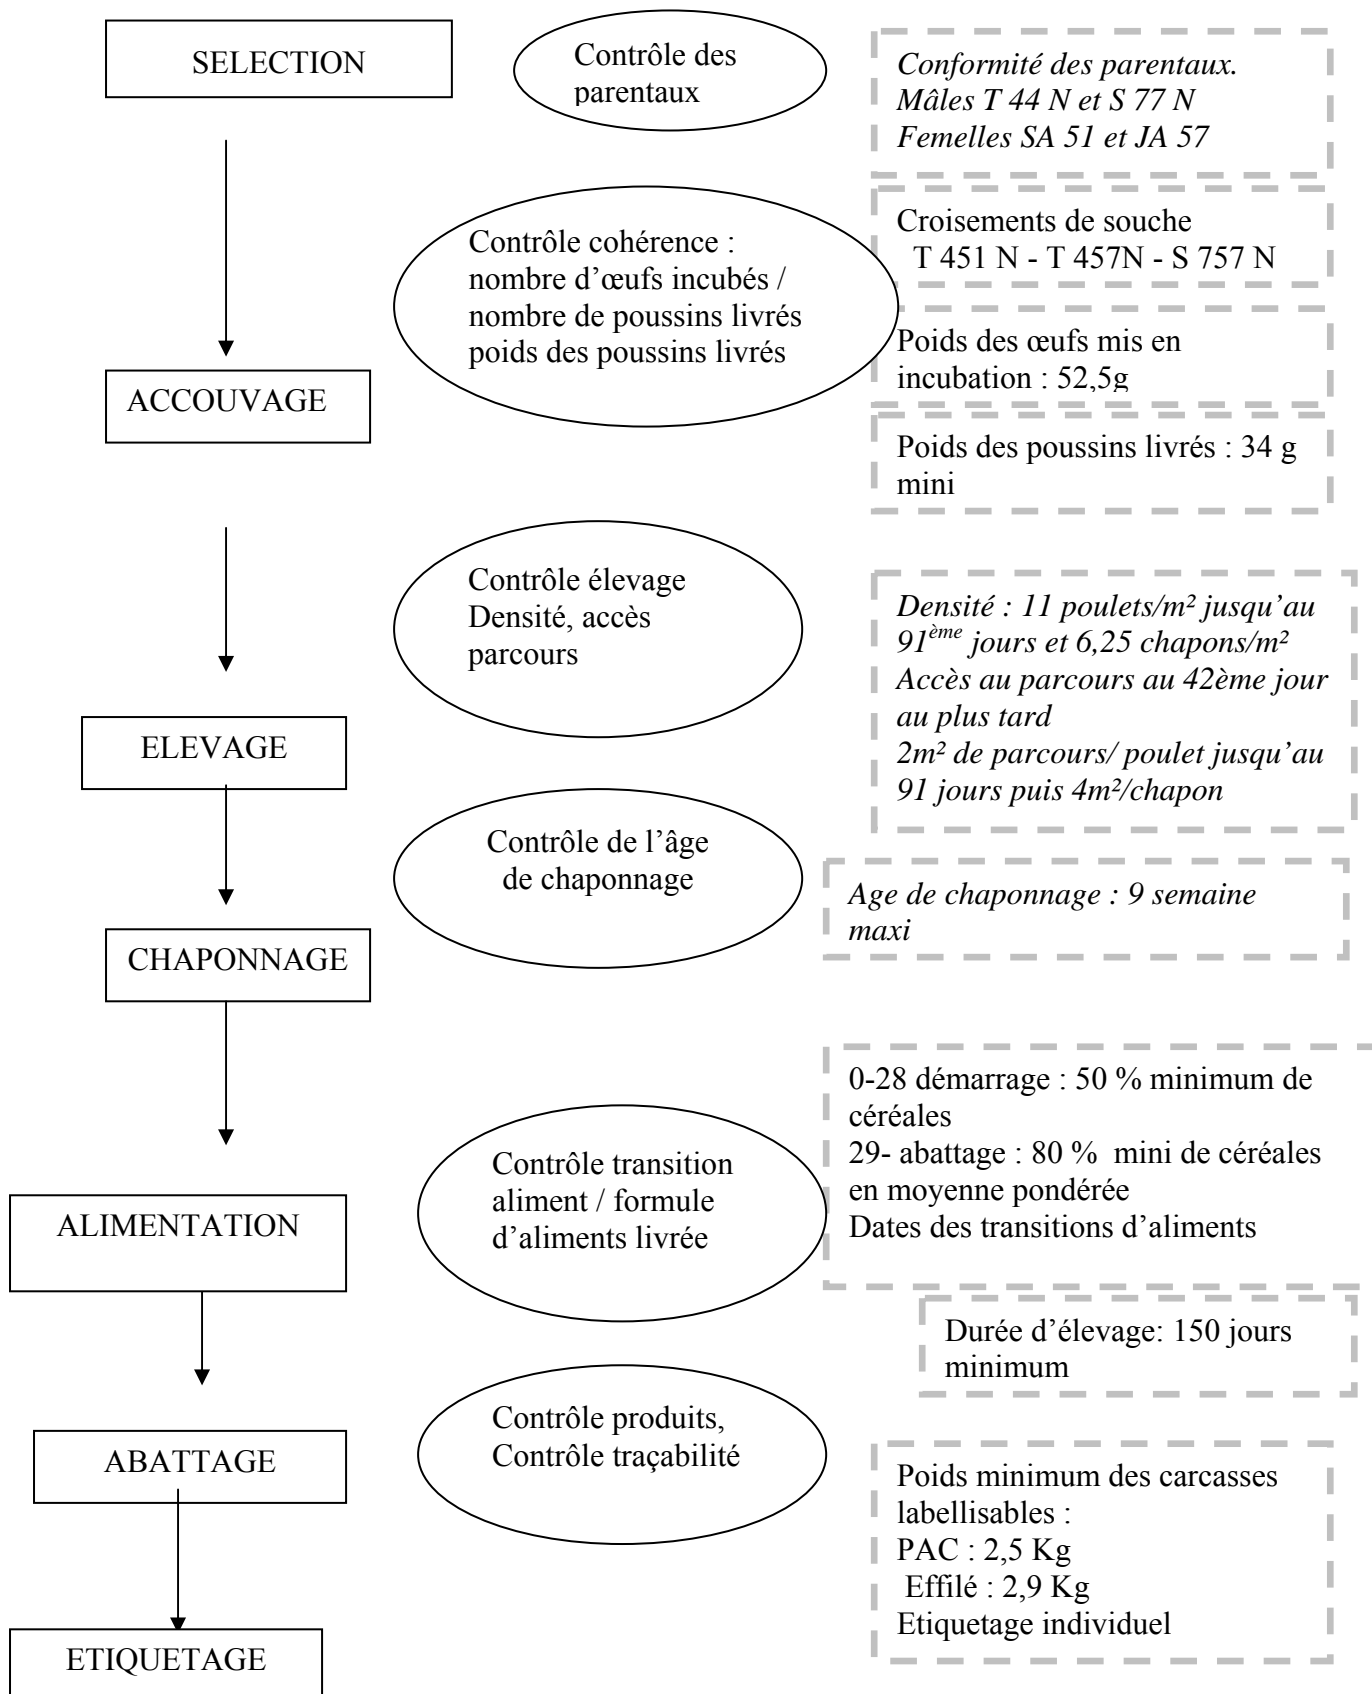 SELECTION
Contrôle des
parentaux
Conformité des parentaux.
Mâles T 44 N et S 77 N
Femelles SA 51 et JA 57
Contrôle cohérence :
nombre d’œufs incubés /
nombre de poussins livrés
poids des poussins livrés
Croisements de souche
T 451 N - T 457N - S 757 N
Poids des œufs mis en
incubation : 52,5g
ACCOUVAGE
Poids des poussins livrés : 34 g
mini
Contrôle élevage
Densité, accès
parcours
Densité : 11 poulets/m² jusqu’au
91ème jours et 6,25 chapons/m²
Accès au parcours au 42ème jour
au plus tard
2m² de parcours/ poulet jusqu’au
91 jours puis 4m²/chapon
ELEVAGE
Contrôle de l’âge
de chaponnage
Age de chaponnage : 9 semaine
maxi
CHAPONNAGE
0-28 démarrage : 50 % minimum de
céréales
29- abattage : 80 % mini de céréales
en moyenne pondérée
Dates des transitions d’aliments
Contrôle transition
aliment / formule
d’aliments livrée
ALIMENTATION
Durée d’élevage: 150 jours
minimum
Contrôle produits,
Contrôle traçabilité
ABATTAGE
Poids minimum des carcasses
labellisables :
PAC : 2,5 Kg
Effilé : 2,9 Kg
Etiquetage individuel
ETIQUETAGE